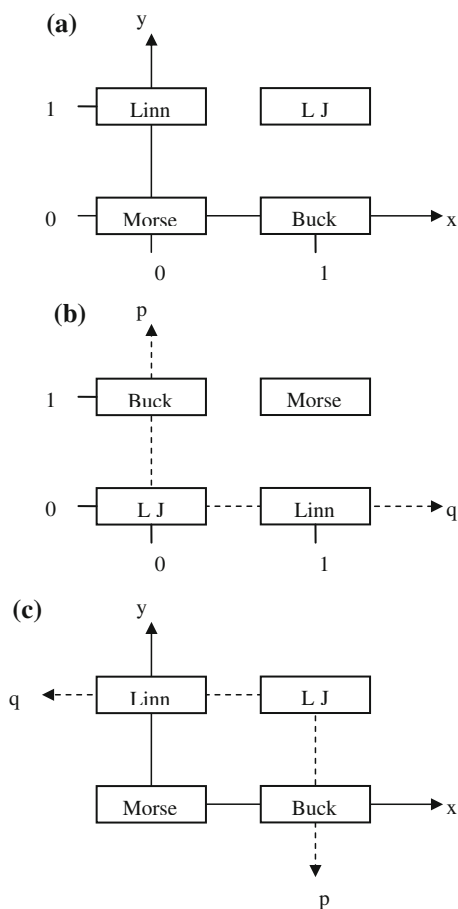 (a)
y
1 Linn L J
0 Morse Buck x
0 1
(b)
p
1 Buck Morse
0 L J Linn q
0 1
(c)
y
q Linn L J
Morse Buck x
p